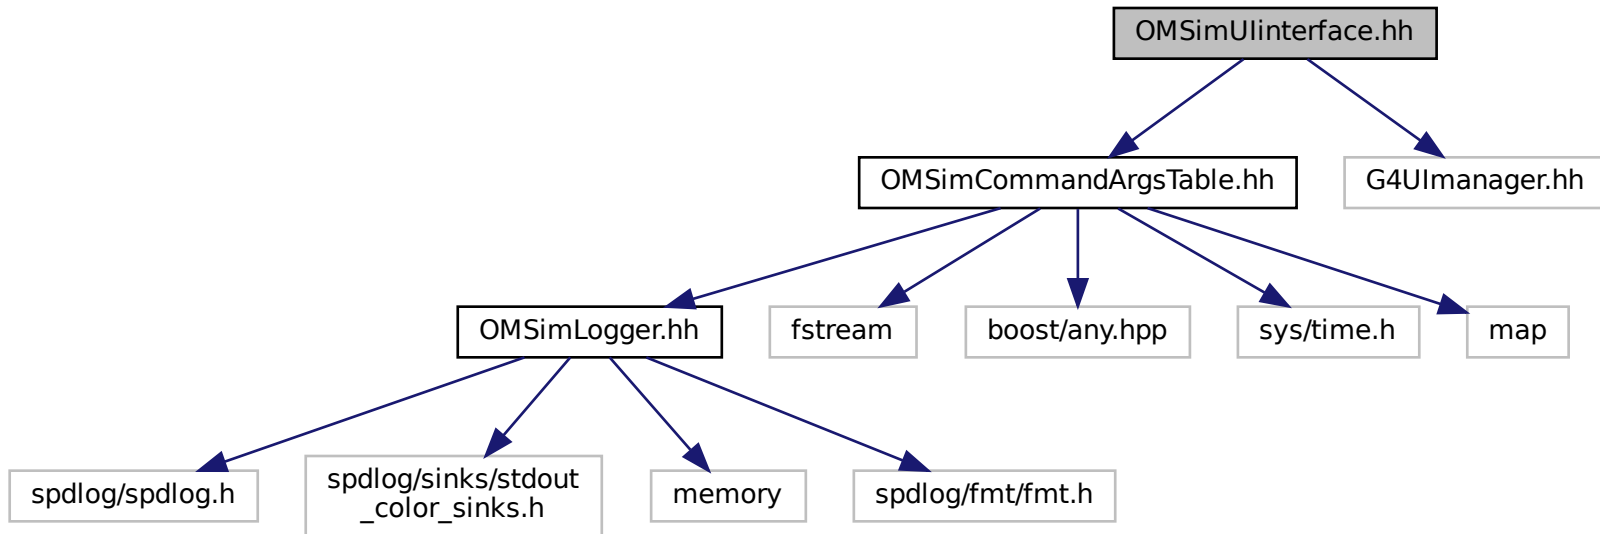 OMSimUIinterface.hh
OMSimCommandArgsTable.hh
G4UImanager.hh
OMSimLogger.hh
fstream
boost/any.hpp
sys/time.h
map
spdlog/spdlog.h
spdlog/sinks/stdout
_color_sinks.h
memory
spdlog/fmt/fmt.h